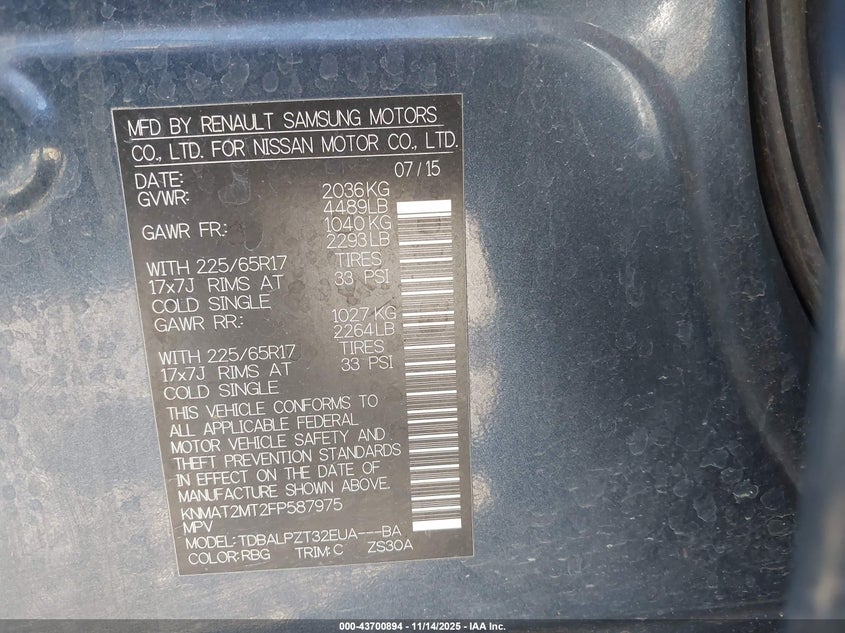 MFD BY RENAULT SAMSUNG MOTORS
CO., LTD. FOR NISSAN MOTOR CO., LTD.
DATE: 07/15
GVWR: 2036KG
4489LB
GAWR FR.: 1040KG
2293LB
WITH 225/65R17 TIRES
17x7J RIMS AT 33 PSI
COLD SINGLE
GAWR RR.: 1027KG
2264LB
WITH 225/65R17 TIRES
17x7J RIMS AT 33 PSI
COLD SINGLE
THIS VEHICLE CONFORMS TO
ALL APPLICABLE FEDERAL
MOTOR VEHICLE SAFETY AND
THEFT PREVENTION STANDARDS
IN EFFECT ON THE DATE OF
MANUFACTURE SHOWN ABOVE.
KNMAT2MT2FP587975
MPV
MODEL:TDBALPZT32EUA---BA
COLOR:RBG TRIM:C ZS30A
000-43700894 - 11/14/2025 - IAA Inc.